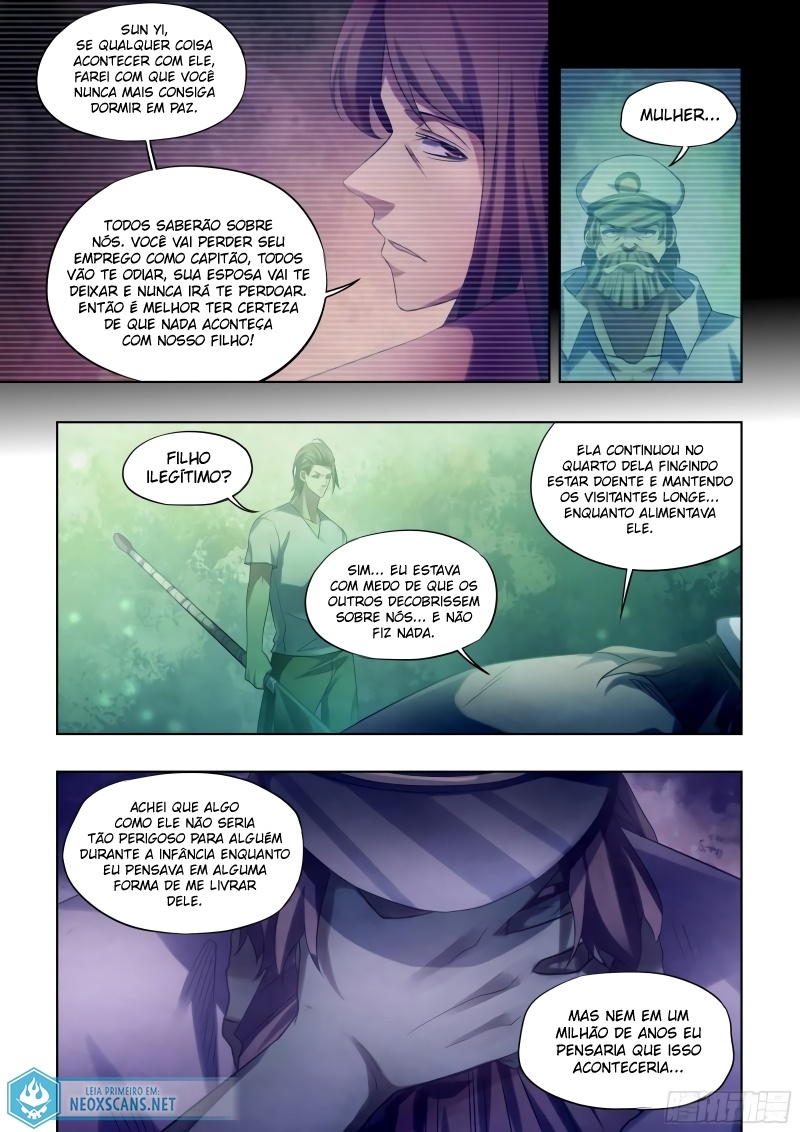 SUN YI,
SE QUALQUER COISA
ACONTECER COM ELE,
FAREI COM QUE VOCÊ
NUNCA MAIS CONSIGA
DORMIR EM PAZ.
MULHER...
TODOS SABERÃO SOBRE
NÓS. VOCÊ VAI PERDER SEU
EMPREGO COMO CAPITÃO, TODOS
VÃO TE ODIAR, SUA ESPOSA VAI TE
DEIXAR E NUNCA IRÁ TE PERDOAR.
ENTÃO É MELHOR TER CERTEZA
DE QUE NADA ACONTEÇA
COM NOSSO FILHO!
FILHO
ILEGÍTIMO?
ELA CONTINUOU NO
QUARTO DELA FINGINDO
ESTAR DOENTE E MANTENDO
OS VISITANTES LONGE...
ENQUANTO ALIMENTAVA
ELE.
SIM... EU ESTAVA
COM MEDO DE QUE OS
OUTROS DECOBRISSEM
SOBRE NÓS... E NÃO
FIZ NADA.
ACHEI QUE ALGO
COMO ELE NÃO SERIA
TÃO PERIGOSO PARA ALGUÉM
DURANTE A INFÂNCIA ENQUANTO
EU PENSAVA EM ALGUMA
FORMA DE ME LIVRAR
DELE.
MAS NEM EM UM
MILHÃO DE ANOS EU
PENSARIA QUE ISSO
ACONTECERIA...
LEIA PRIMEIRO EM:
NEOXSCANS.NET
腾讯动漫